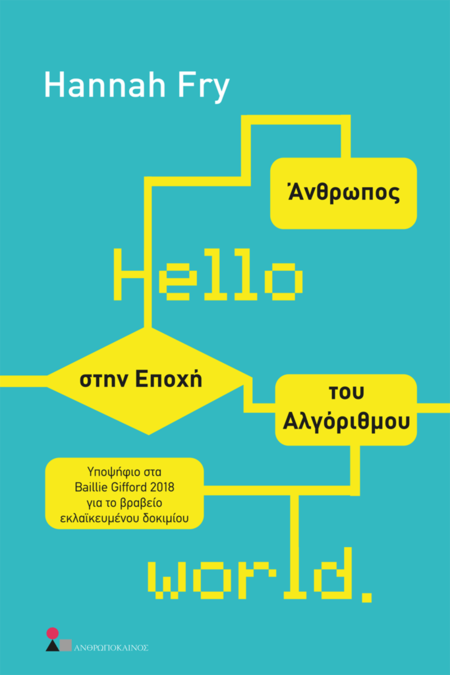 Hannah Fry
Άνθρωπος
Hello
στην Εποχή
του
Αλγόριθμου
Υποψήφιο στα
Baillie Gifford 2018
για το βραβείο
εκλαϊκευμένου δοκιμίου
world.
ΑΝΘΡΩΠΟΚΑΙΝΟΣ